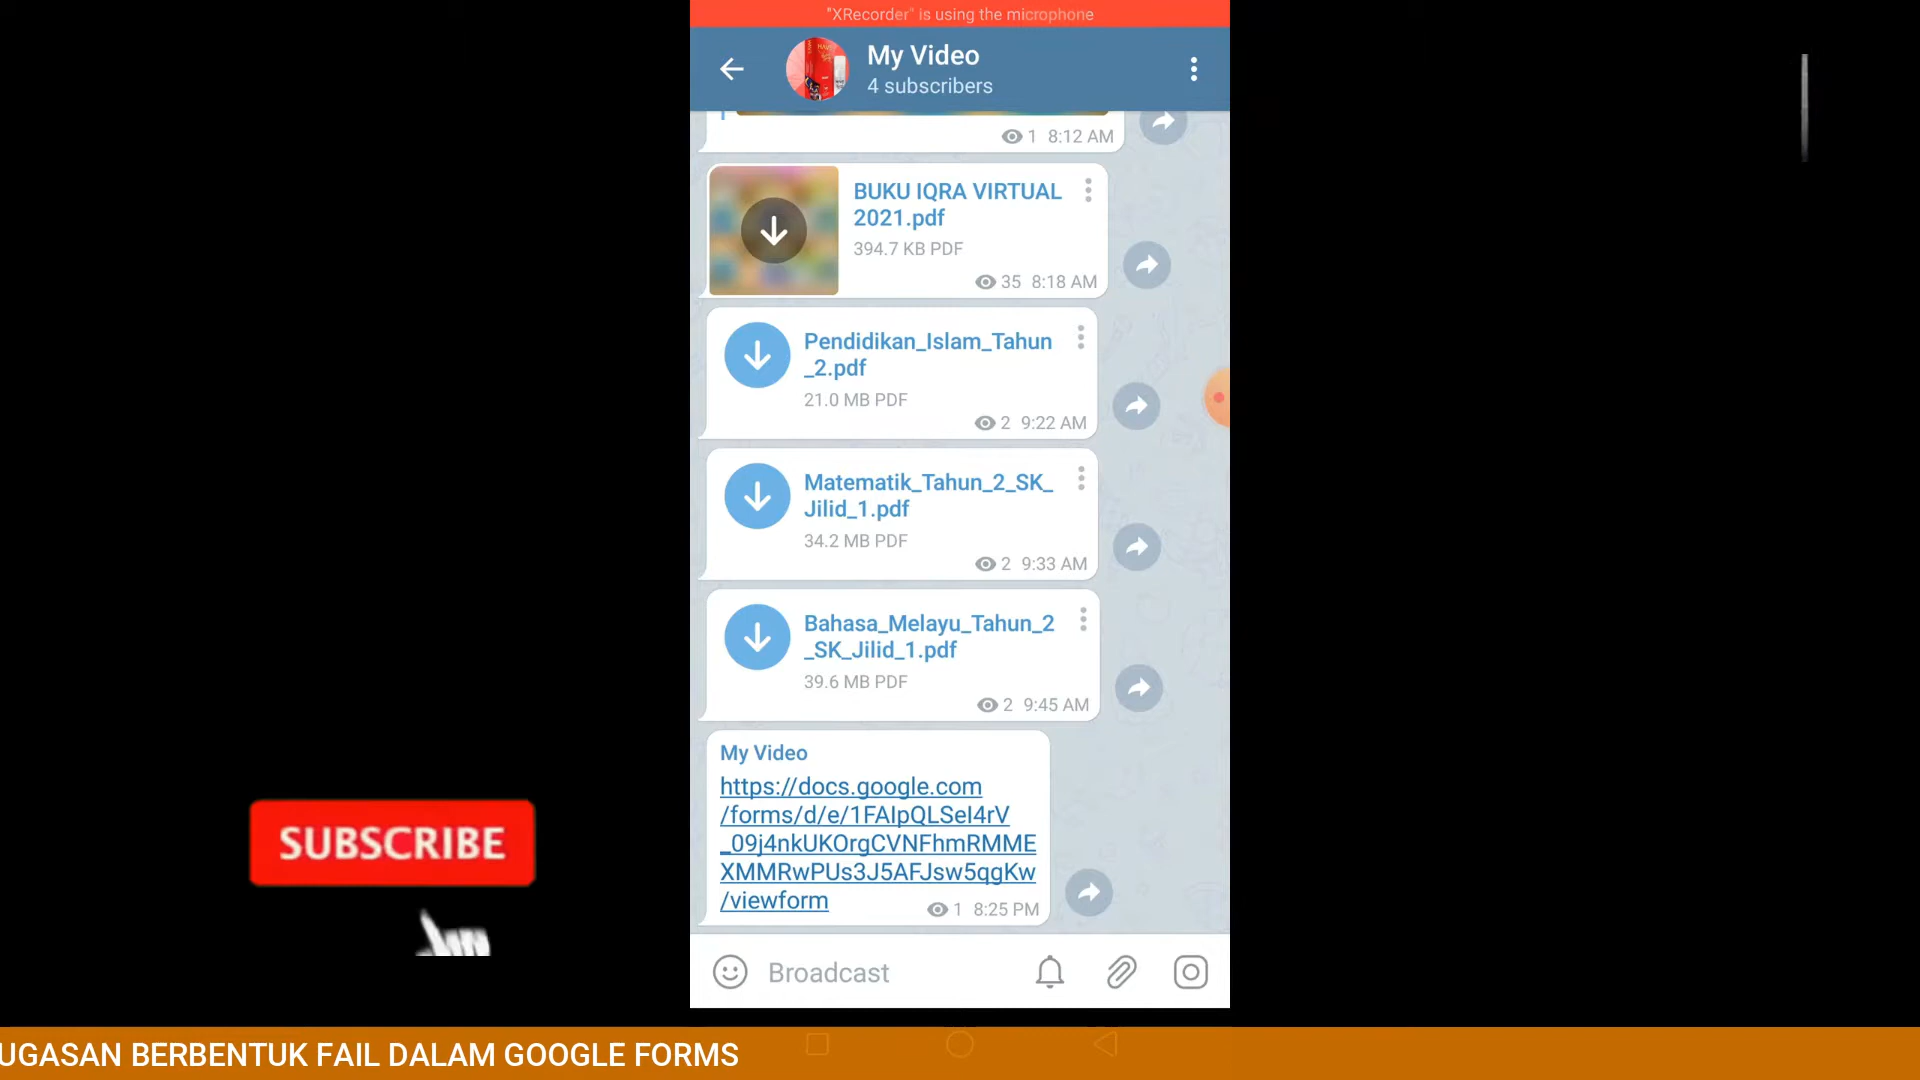 "XRecorder" is using the microphone
My Video
4 subscribers
1 8:12 AM
BUKU IQRA VIRTUAL
2021.pdf
394.7 KB PDF
35 8:18 AM
Pendidikan_Islam_Tahun
_2.pdf
21.0 MB PDF
2 9:22 AM
Matematik_Tahun_2_SK_
Jilid_1.pdf
34.2 MB PDF
2 9:33 AM
Bahasa_Melayu_Tahun_2
_SK_Jilid_1.pdf
39.6 MB PDF
2 9:45 AM
My Video
https://docs.google.com
/forms/d/e/1FAIpQLSeI4rV
_09j4nkUKOrgCVNFhmRMME
XMMRwPUs3J5AFJsw5qgKw
/viewform
1 8:25 PM
SUBSCRIBE
Broadcast
UGASAN BERBENTUK FAIL DALAM GOOGLE FORMS